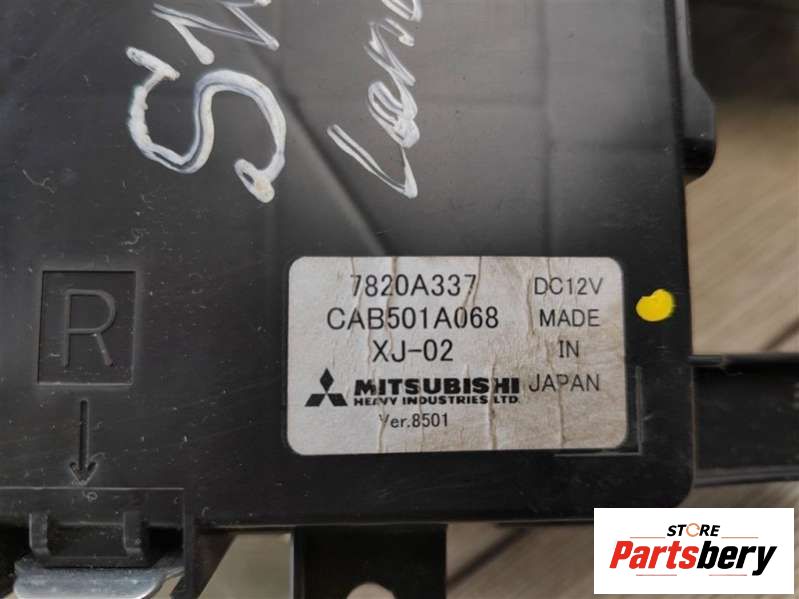 7820A337 DC12V
CAB501A068 MADE
XJ-02 IN
MITSUBISHI JAPAN
HEAVY INDUSTRIES LTD.
Ver.8501
R
STORE
Partsbery